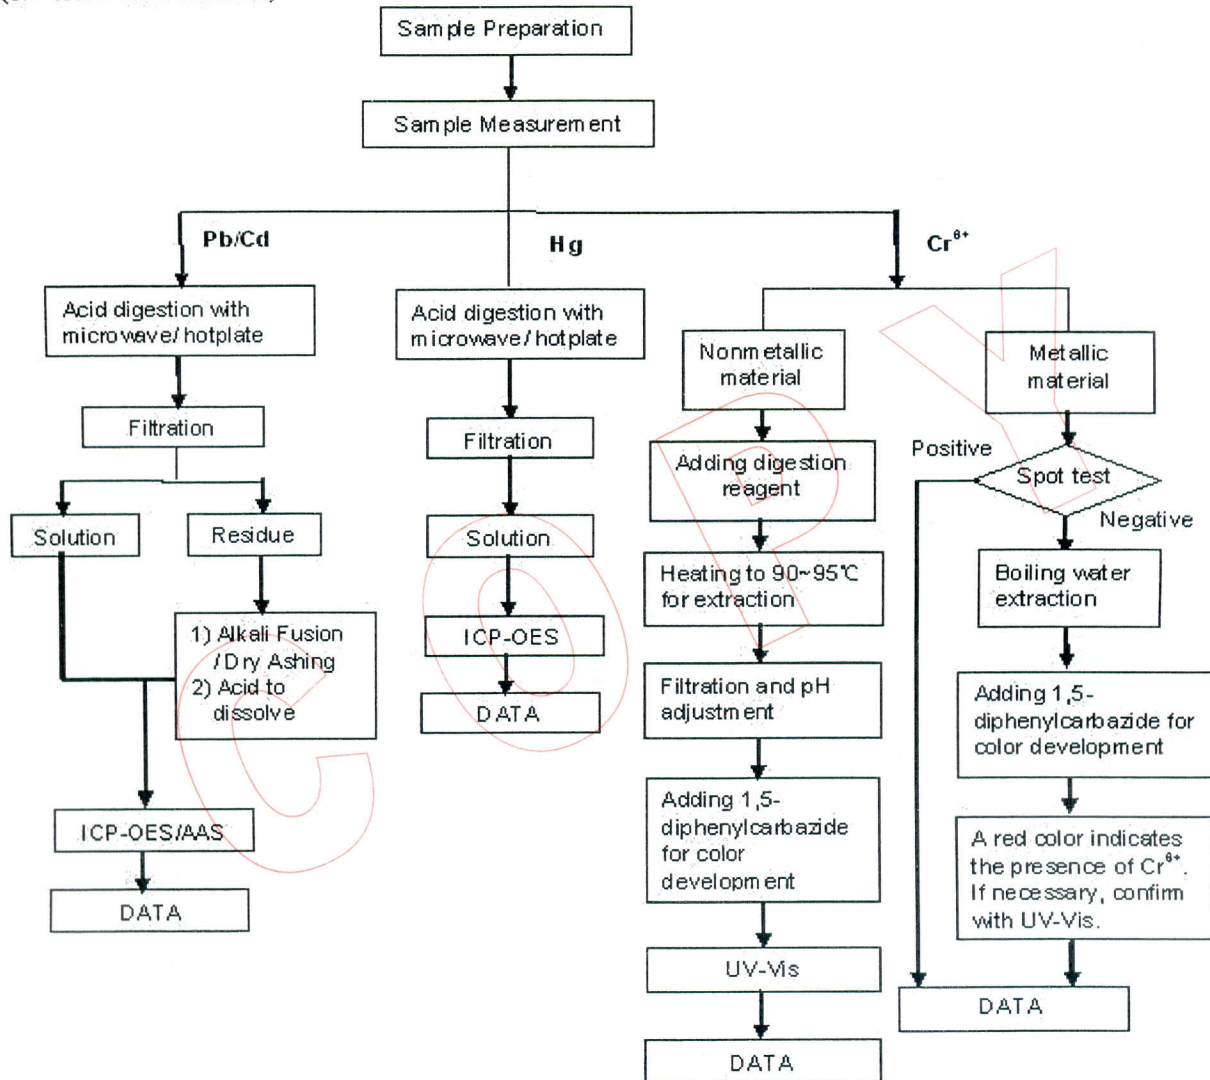 Sample Preparation
Sample Measurement
Pb/Cd
Hg
Cr⁶⁺
Acid digestion with
microwave/hotplate
Filtration
Solution
Residue
1) Alkali Fusion
/Dry Ashing
2) Acid to
dissolve
ICP-OES/AAS
DATA
Acid digestion with
microwave/hotplate
Filtration
Solution
ICP-OES
DATA
Nonmetallic
material
Adding digestion
reagent
Heating to 90~95℃
for extraction
Filtration and pH
adjustment
Adding 1,5-
diphenylcarbazide
for color
development
UV-Vis
DATA
Metallic
material
Positive
Spot test
Negative
Boiling water
extraction
Adding 1,5-
diphenylcarbazide for
color development
A red color indicates
the presence of Cr⁶⁺.
If necessary, confirm
with UV-Vis.
DATA
COPY